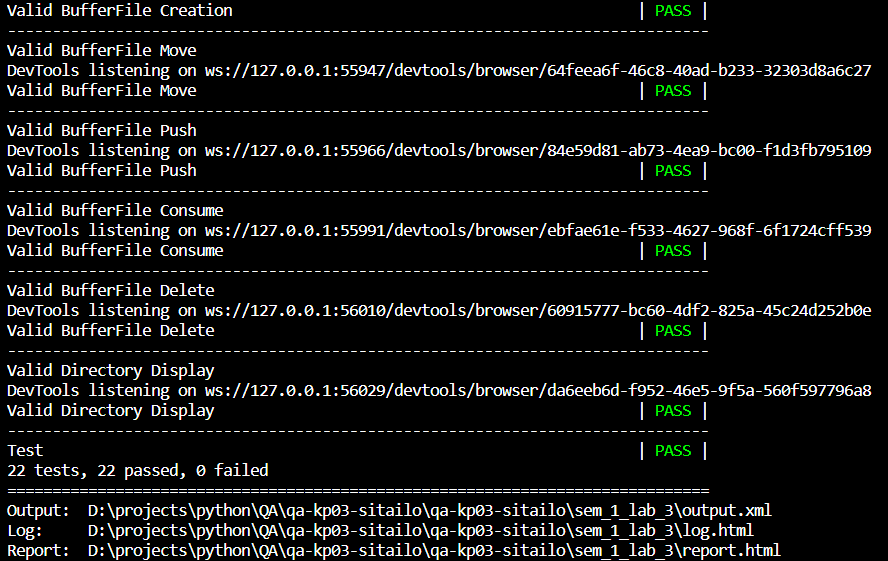 Valid BufferFile Creation | PASS |
------------------------------------------------------------------------------
Valid BufferFile Move
DevTools listening on ws://127.0.0.1:55947/devtools/browser/64feea6f-46c8-40ad-b233-32303d8a6c27
Valid BufferFile Move | PASS |
------------------------------------------------------------------------------
Valid BufferFile Push
DevTools listening on ws://127.0.0.1:55966/devtools/browser/84e59d81-ab73-4ea9-bc00-f1d3fb795109
Valid BufferFile Push | PASS |
------------------------------------------------------------------------------
Valid BufferFile Consume
DevTools listening on ws://127.0.0.1:55991/devtools/browser/ebfae61e-f533-4627-968f-6f1724cff539
Valid BufferFile Consume | PASS |
------------------------------------------------------------------------------
Valid BufferFile Delete
DevTools listening on ws://127.0.0.1:56010/devtools/browser/60915777-bc60-4df2-825a-45c24d252b0e
Valid BufferFile Delete | PASS |
------------------------------------------------------------------------------
Valid Directory Display
DevTools listening on ws://127.0.0.1:56029/devtools/browser/da6eeb6d-f952-46e5-9f5a-560f597796a8
Valid Directory Display | PASS |
------------------------------------------------------------------------------
Test | PASS |
22 tests, 22 passed, 0 failed
==============================================================================
Output:  D:\projects\python\QA\qa-kp03-sitailo\qa-kp03-sitailo\sem_1_lab_3\output.xml
Log:     D:\projects\python\QA\qa-kp03-sitailo\qa-kp03-sitailo\sem_1_lab_3\log.html
Report:  D:\projects\python\QA\qa-kp03-sitailo\qa-kp03-sitailo\sem_1_lab_3\report.html